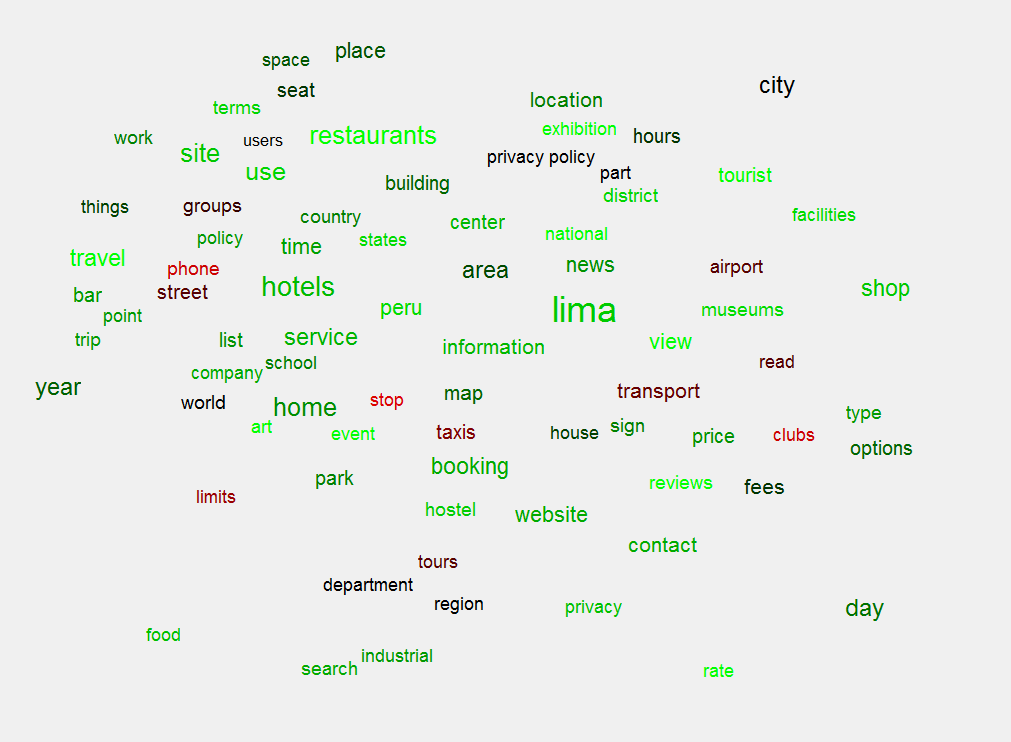 place
space
city
seat
location
terms
exhibition
hours
work
users
restaurants
site
privacy policy
use
part
tourist
building
district
things
groups
country
center
facilities
policy
time
states
national
travel
phone
area
news
airport
street
hotels
shop
bar
point
peru
lima
museums
trip
list
service
information
view
school
read
company
year
world
home
stop
map
transport
art
event
taxis
house
sign
price
clubs
type
options
park
booking
limits
reviews
fees
hostel
website
contact
tours
department
region
privacy
day
food
search
industrial
rate